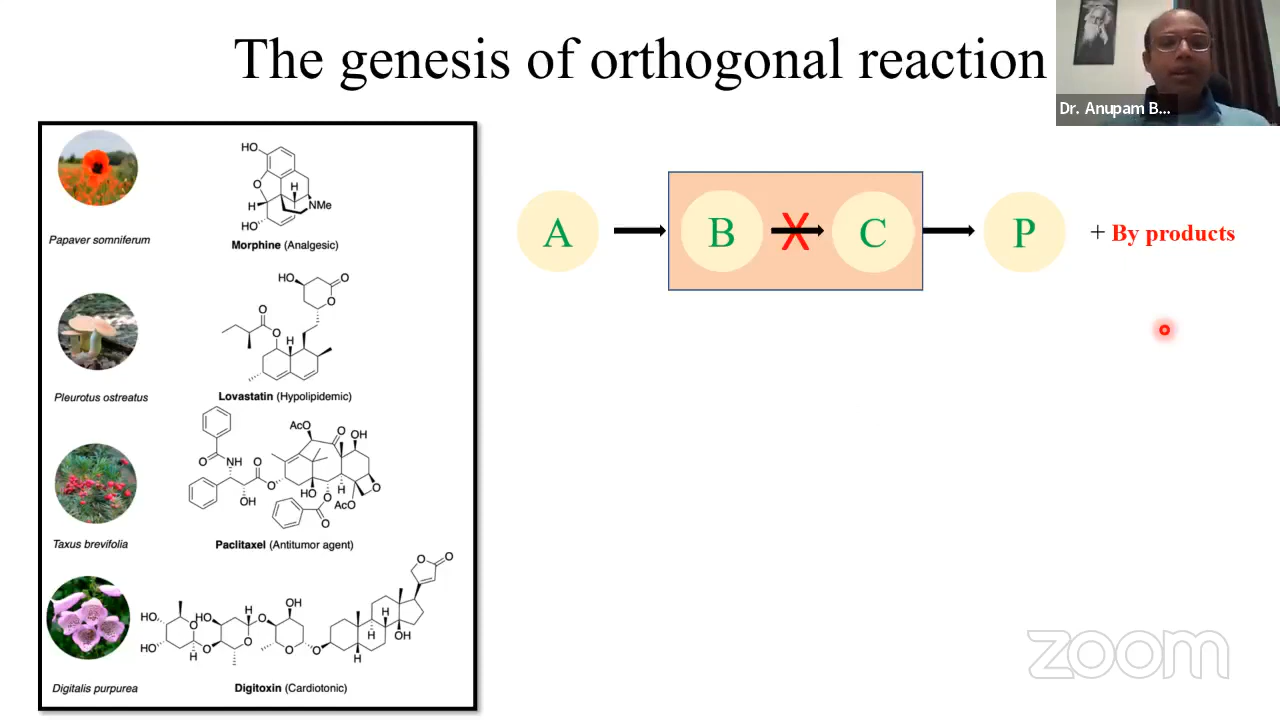 The genesis of orthogonal reaction
Dr. Anupam B...
HO
O
H
H
HO
NMe
Papaver somniferum
Morphine (Analgesic)
HO
O
O
O
O
H
Pleurotus ostreatus
Lovastatin (Hypolipidemic)
AcO
O
OH
O
NH
O
O
OH
HO
O
H
AcO
O
O
Taxus brevifolia
Paclitaxel (Antitumor agent)
O
O
HO
O
HO
H
O
OH
HO
H
O
O
O
O
H
H
H
OH
H
Digitalis purpurea
Digitoxin (Cardiotonic)
A
B
X
C
P
+ By products
zoom